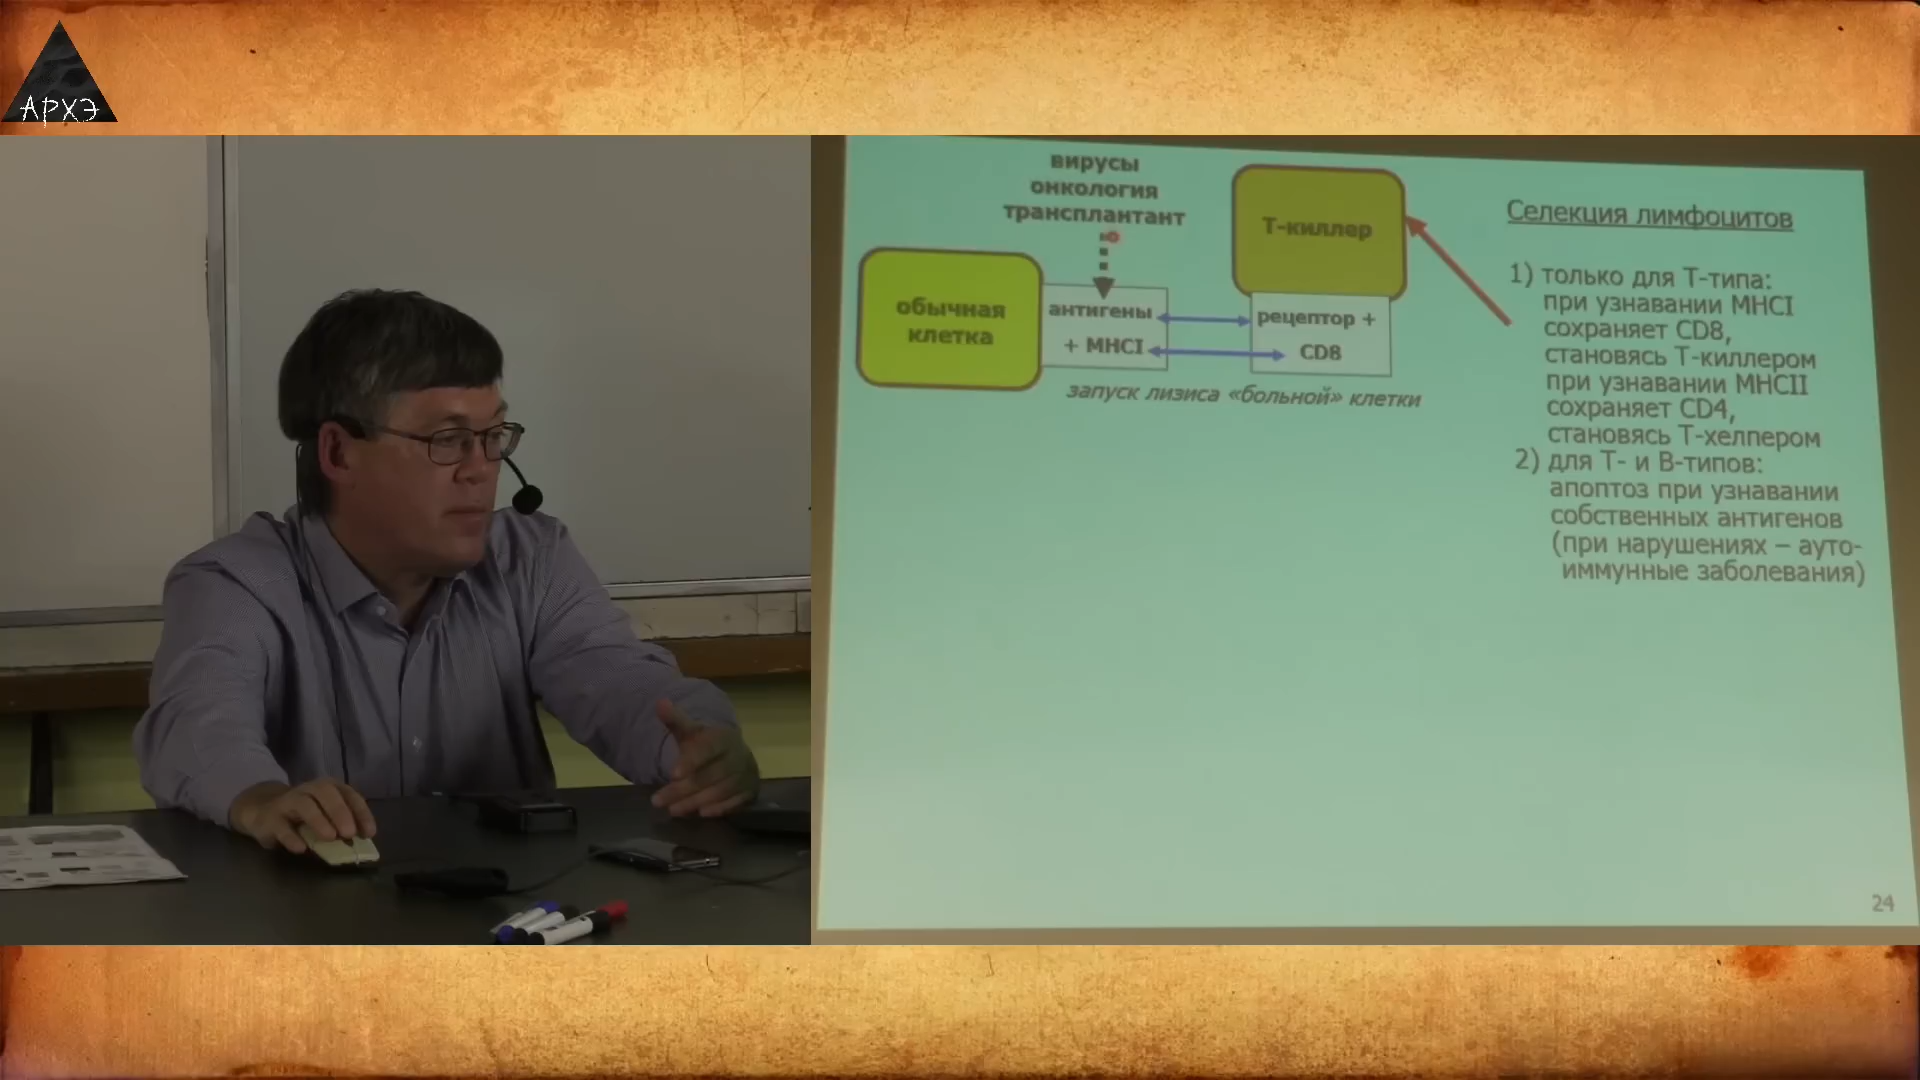 АРХЭ
вирусы
онкология
трансплантант
Т-киллер
обычная
клетка
антигены
+ MHCI
рецептор +
CD8
запуск лизиса «больной» клетки
Селекция лимфоцитов
1) только для Т-типа:
при узнавании MHCI
сохраняет CD8,
становясь Т-киллером
при узнавании MHCII
сохраняет CD4,
становясь Т-хелпером
2) для Т- и В-типов:
апоптоз при узнавании
собственных антигенов
(при нарушениях – ауто-
иммунные заболевания)
24